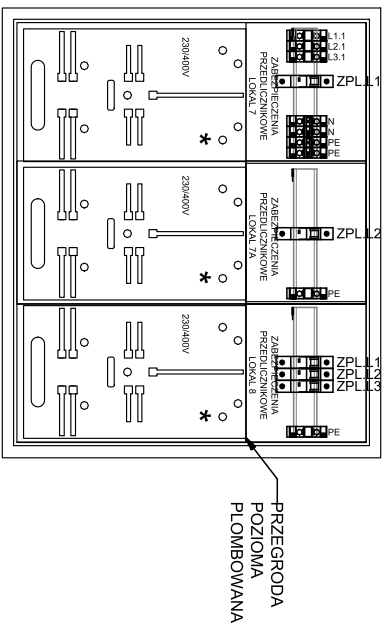 L1.1
L2.1
L3.1
ZPL.L1
N
N
PE
PE
ZABEZPIECZENIA
PRZEDLICZNIKOWE
LOKAL 7
230/400V
*
ZPL.L2
PE
ZABEZPIECZENIA
PRZEDLICZNIKOWE
LOKAL 7A
230/400V
*
ZPL.L1
ZPL.L2
ZPL.L3
PE
ZABEZPIECZENIA
PRZEDLICZNIKOWE
LOKAL 8
230/400V
*
PRZEGRODA
POZIOMA
PLOMBOWANA